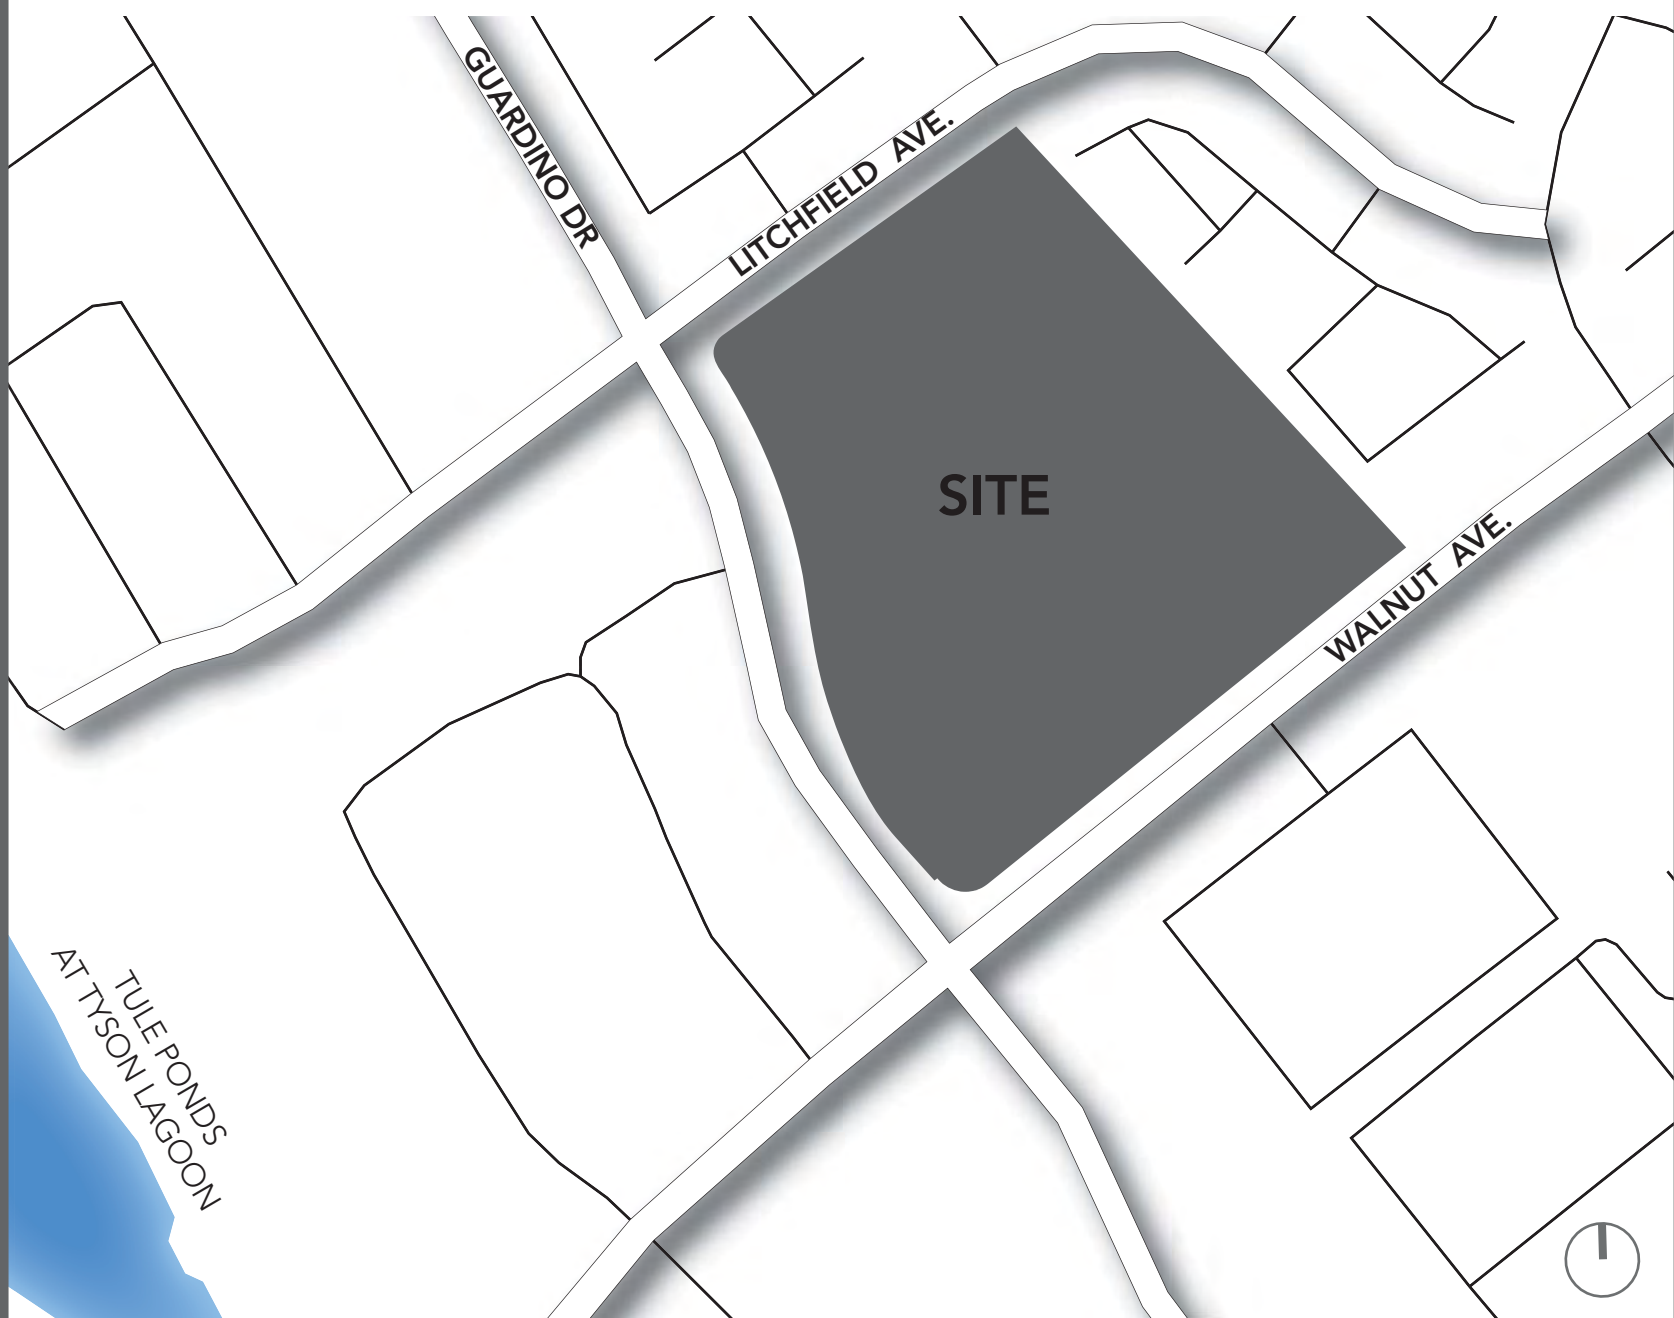 GUARDINO DR
LITCHFIELD AVE.
SITE
WALNUT AVE.
TULE PONDS
AT TYSON LAGOON